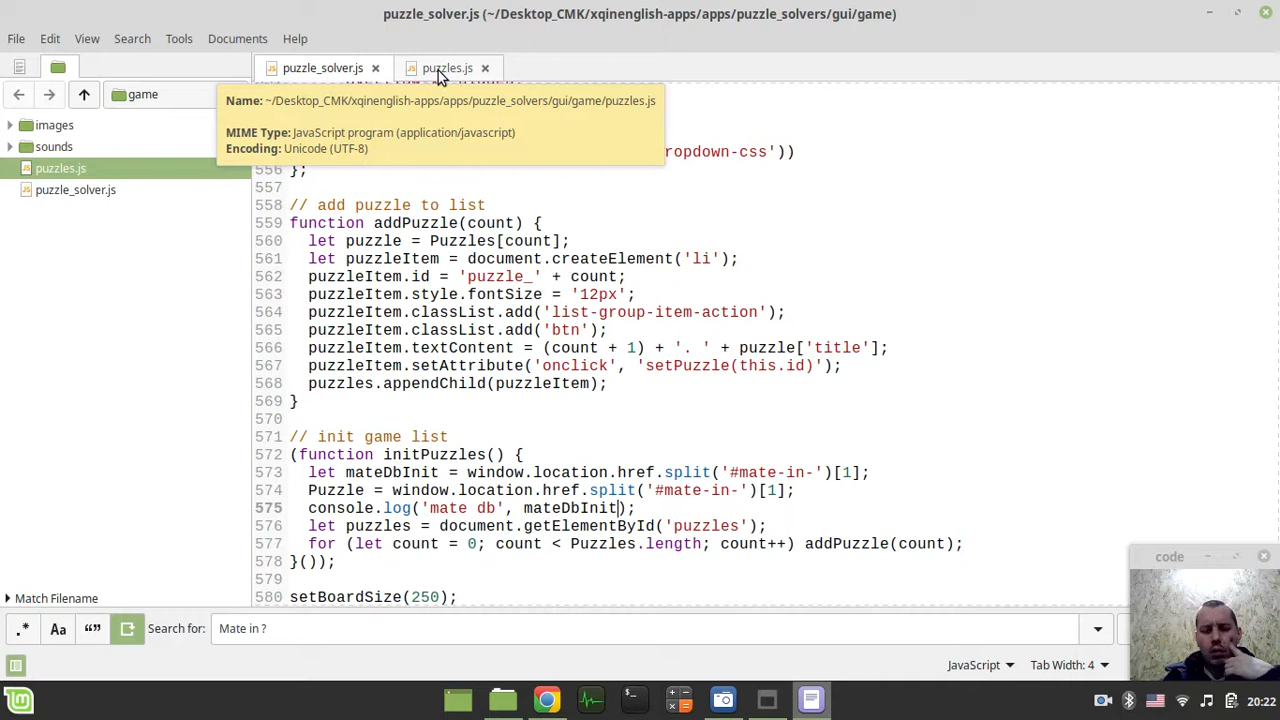 puzzle_solver.js (~/Desktop_CMK/xqinenglish-apps/apps/puzzle_solvers/gui/game)
File Edit View Search Tools Documents Help
puzzle_solver.js puzzles.js
game
Name: ~/Desktop_CMK/xqinenglish-apps/apps/puzzle_solvers/gui/game/puzzles.js
MIME Type: JavaScript program (application/javascript)
Encoding: Unicode (UTF-8)
images
sounds
puzzles.js
puzzle_solver.js
ropdown-css'))
556 };
557
558 // add puzzle to list
559 function addPuzzle(count) {
560 let puzzle = Puzzles[count];
561 let puzzleItem = document.createElement('li');
562 puzzleItem.id = 'puzzle_' + count;
563 puzzleItem.style.fontSize = '12px';
564 puzzleItem.classList.add('list-group-item-action');
565 puzzleItem.classList.add('btn');
566 puzzleItem.textContent = (count + 1) + '. ' + puzzle['title'];
567 puzzleItem.setAttribute('onclick', 'setPuzzle(this.id)');
568 puzzles.appendChild(puzzleItem);
569 }
570
571 // init game list
572 (function initPuzzles() {
573 let mateDbInit = window.location.href.split('#mate-in-')[1];
574 Puzzle = window.location.href.split('#mate-in-')[1];
575 console.log('mate db', mateDbInit);
576 let puzzles = document.getElementById('puzzles');
577 for (let count = 0; count < Puzzles.length; count++) addPuzzle(count);
578 }());
579
580 setBoardSize(250);
code
Match Filename
.* Aa “” Search for: Mate in ?
JavaScript Tab Width: 4
20:22